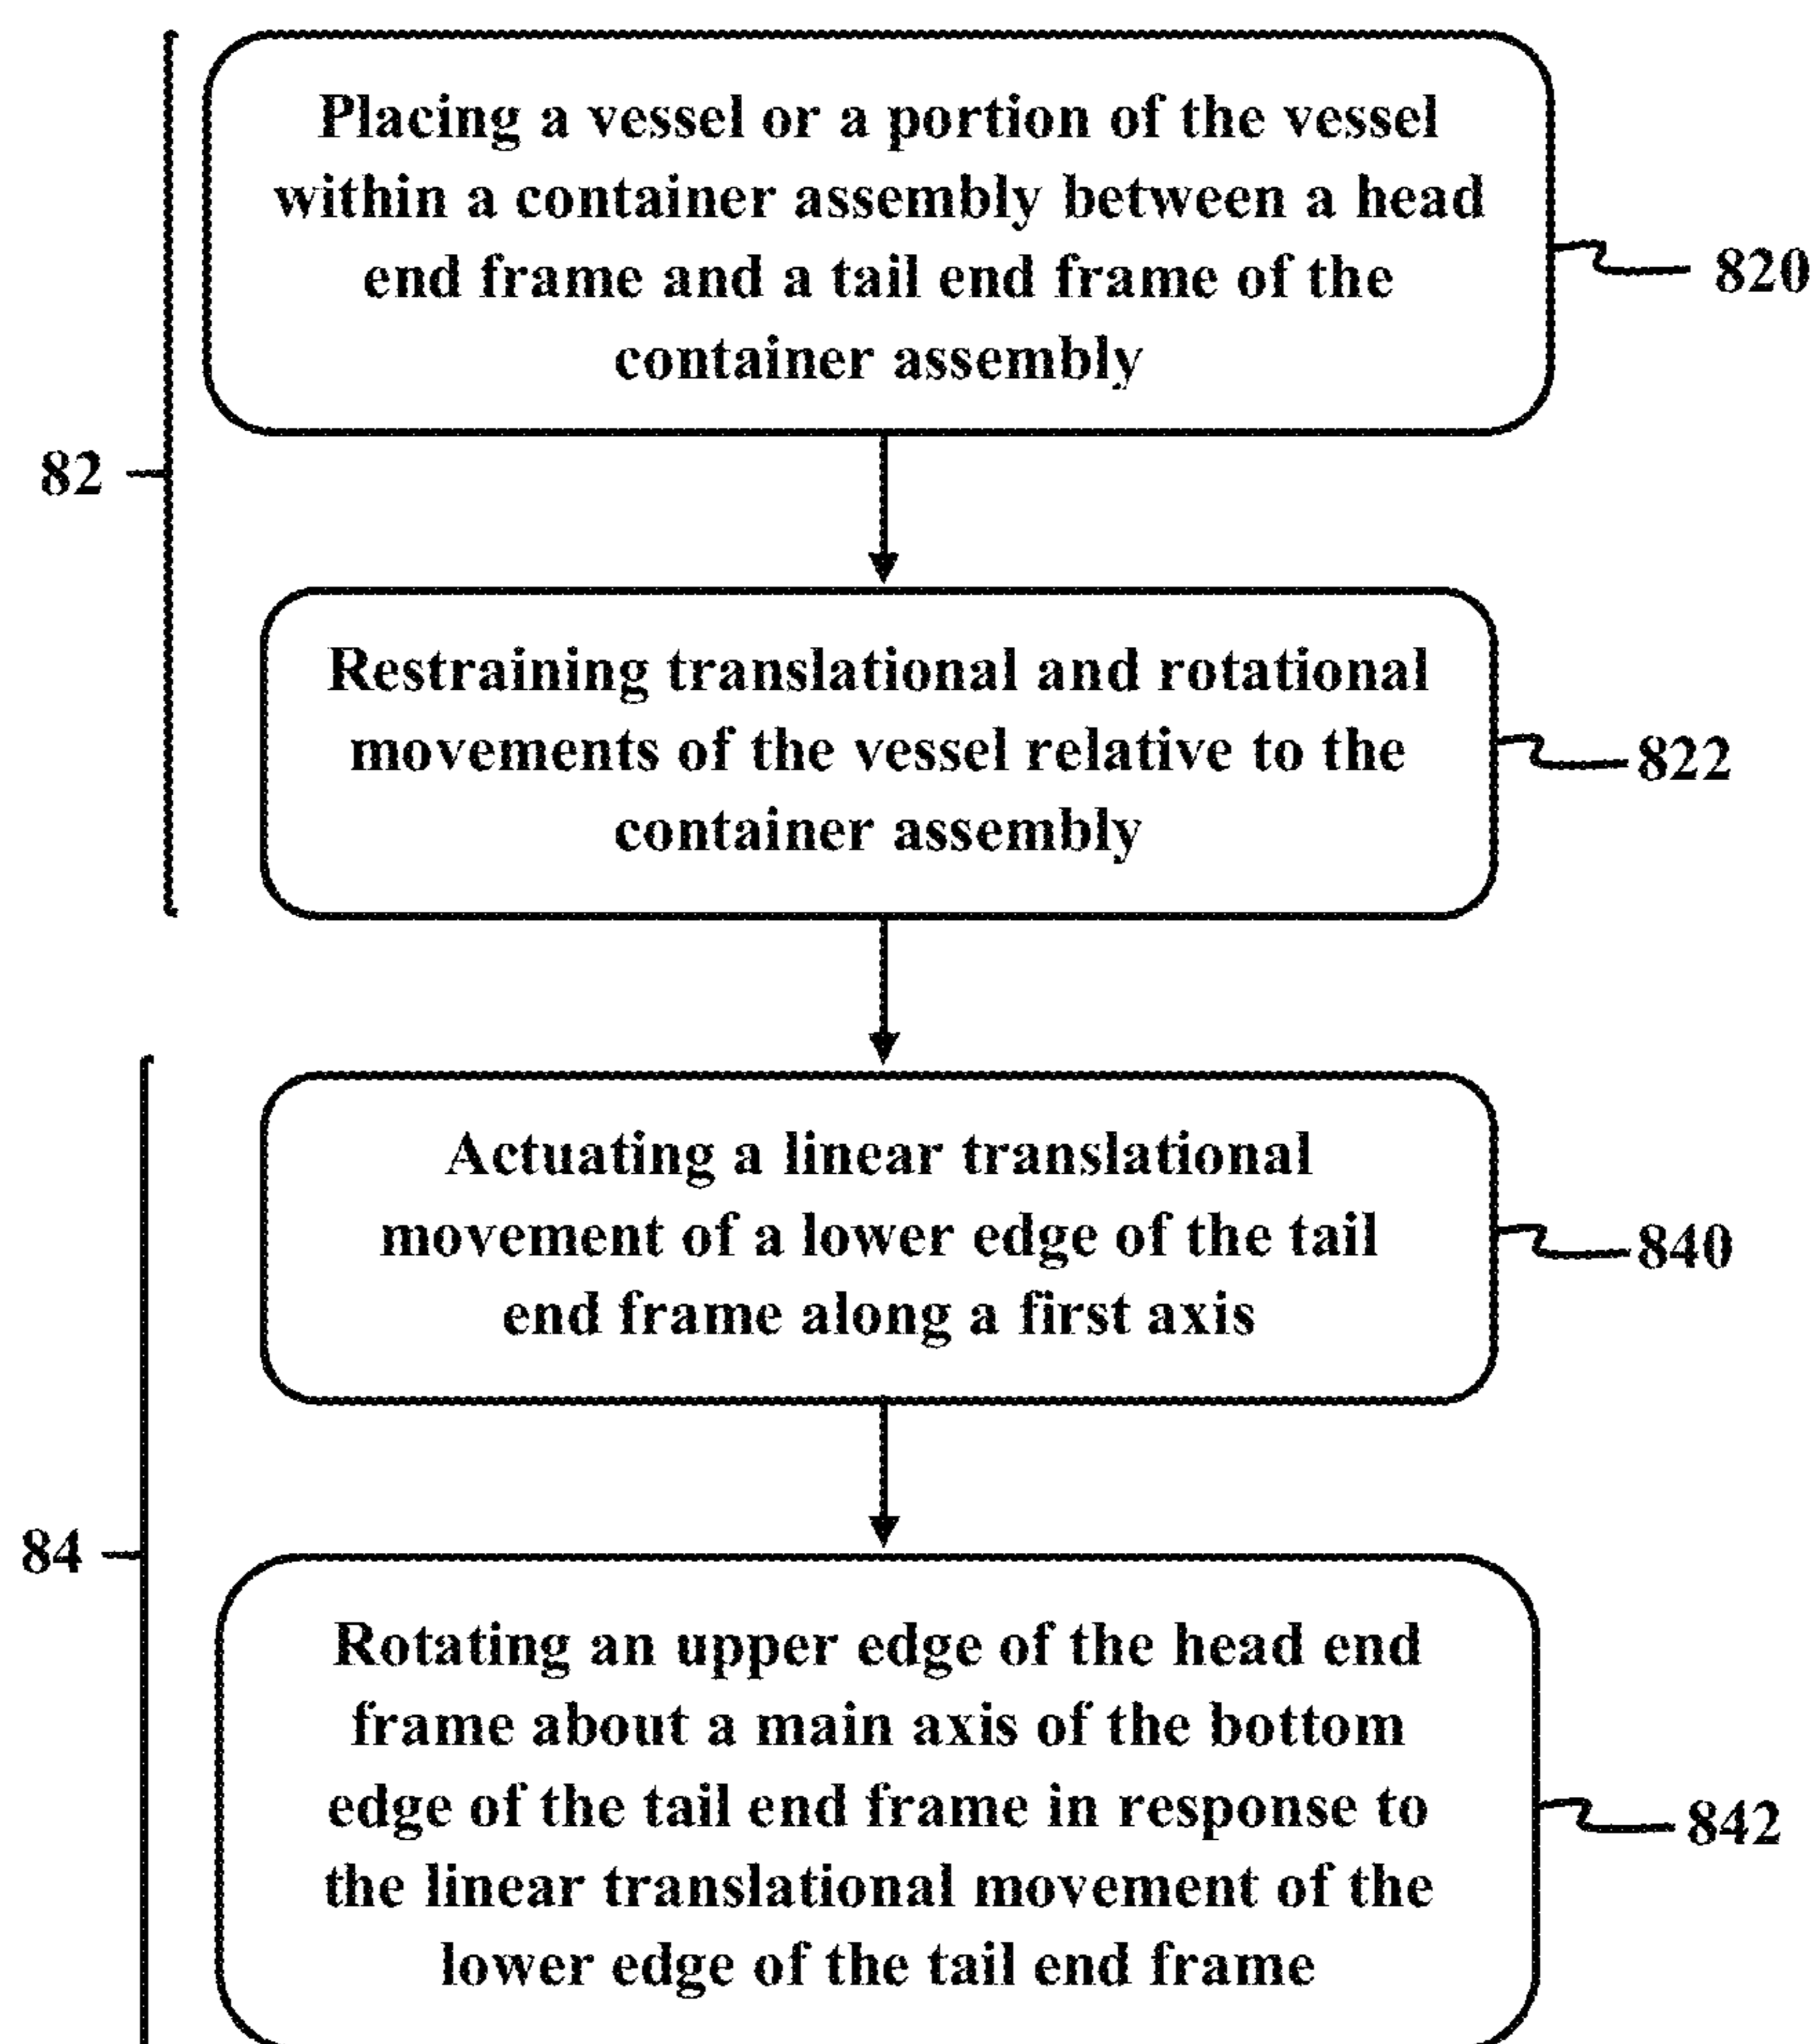 Placing a vessel or a portion of the vessel
within a container assembly between a head
end frame and a tail end frame of the
container assembly
820
82
Restraining translational and rotational
movements of the vessel relative to the
container assembly
822
Actuating a linear translational
movement of a lower edge of the tail
end frame along a first axis
840
84
Rotating an upper edge of the head end
frame about a main axis of the bottom
edge of the tail end frame in response to
the linear translational movement of the
lower edge of the tail end frame
842